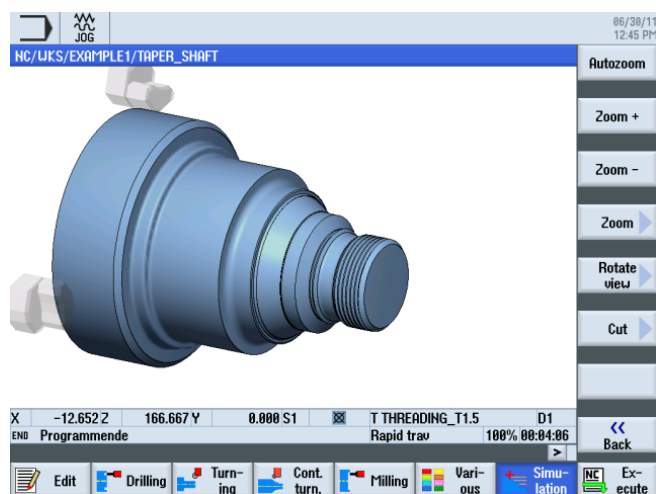 06/30/11
12:45 PM
JOG
NC/WKS/EXAMPLE1/TAPER_SHAFT
Autozoom
Zoom +
Zoom -
Zoom
Rotate
view
Cut
X -12.652 Z 166.667 Y 0.000 S1 T THREADING_T1.5 D1
END Programmende Rapid trav 100% 00:04:06
<<
Back
>
Edit
Drilling
Turn-
ing
Cont.
turn.
Milling
Vari-
ous
Simu-
lation
NC
Ex-
ecute